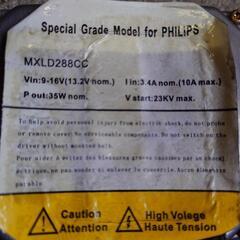 Special Grade Model for PHILIPS
MXLD288CC
Vin:9-16V(13.2V nom.) I in:3.4A nom.(10A max.)
P out:35W nom. V start:23KV max.
To help avoid personal injury from electric shock, do not probe
or remove cover. No serviceable components. Do not switch on the
driver without mounted bulb.
Pour aider à éviter des blessures graves causées par un choc
électrique, ne pas sonder ni enlever le couvercle. Aucun élément
réparable.
Caution High Volege
Attention Haute Tension